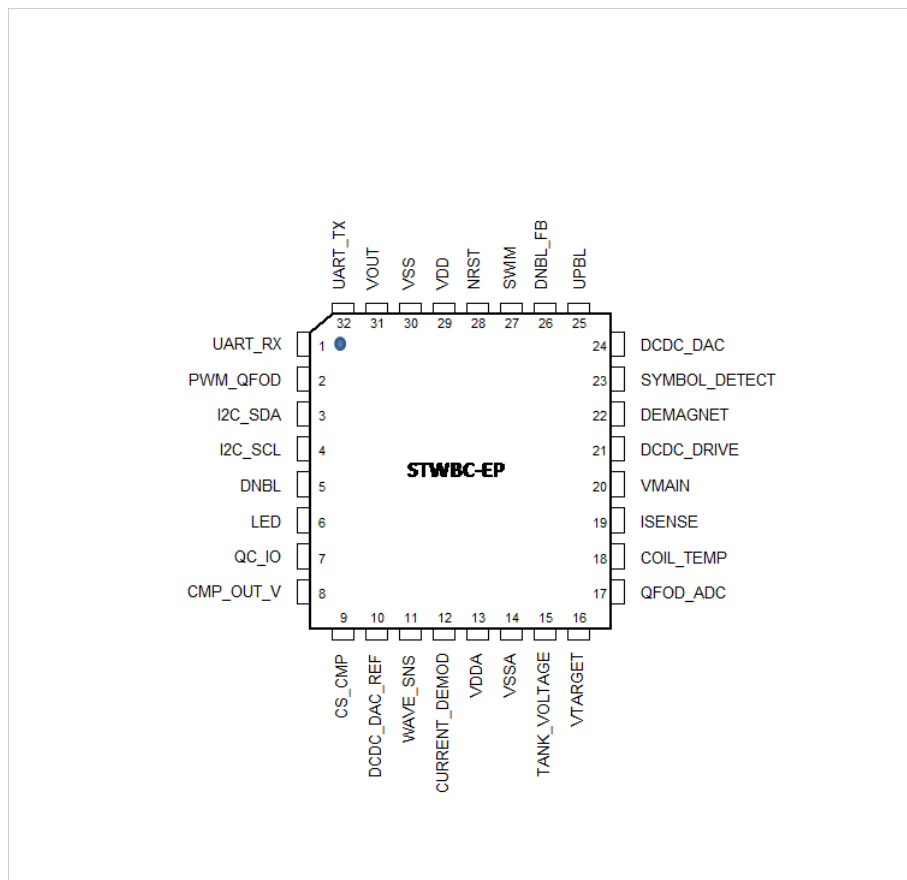 UART_TX
VOUT
VSS
VDD
NRST
SWIM
DNBL_FB
UPBL
32 31 30 29 28 27 26 25
UART_RX 1 24 DCDC_DAC
PWM_QFOD 2 23 SYMBOL_DETECT
I2C_SDA 3 22 DEMAGNET
I2C_SCL 4 21 DCDC_DRIVE
STWBC-EP
DNBL 5 20 VMAIN
LED 6 19 ISENSE
QC_IO 7 18 COIL_TEMP
CMP_OUT_V 8 17 QFOD_ADC
9 10 11 12 13 14 15 16
CS_CMP
DCDC_DAC_REF
WAVE_SNS
CURRENT_DEMOD
VDDA
VSSA
TANK_VOLTAGE
VTARGET